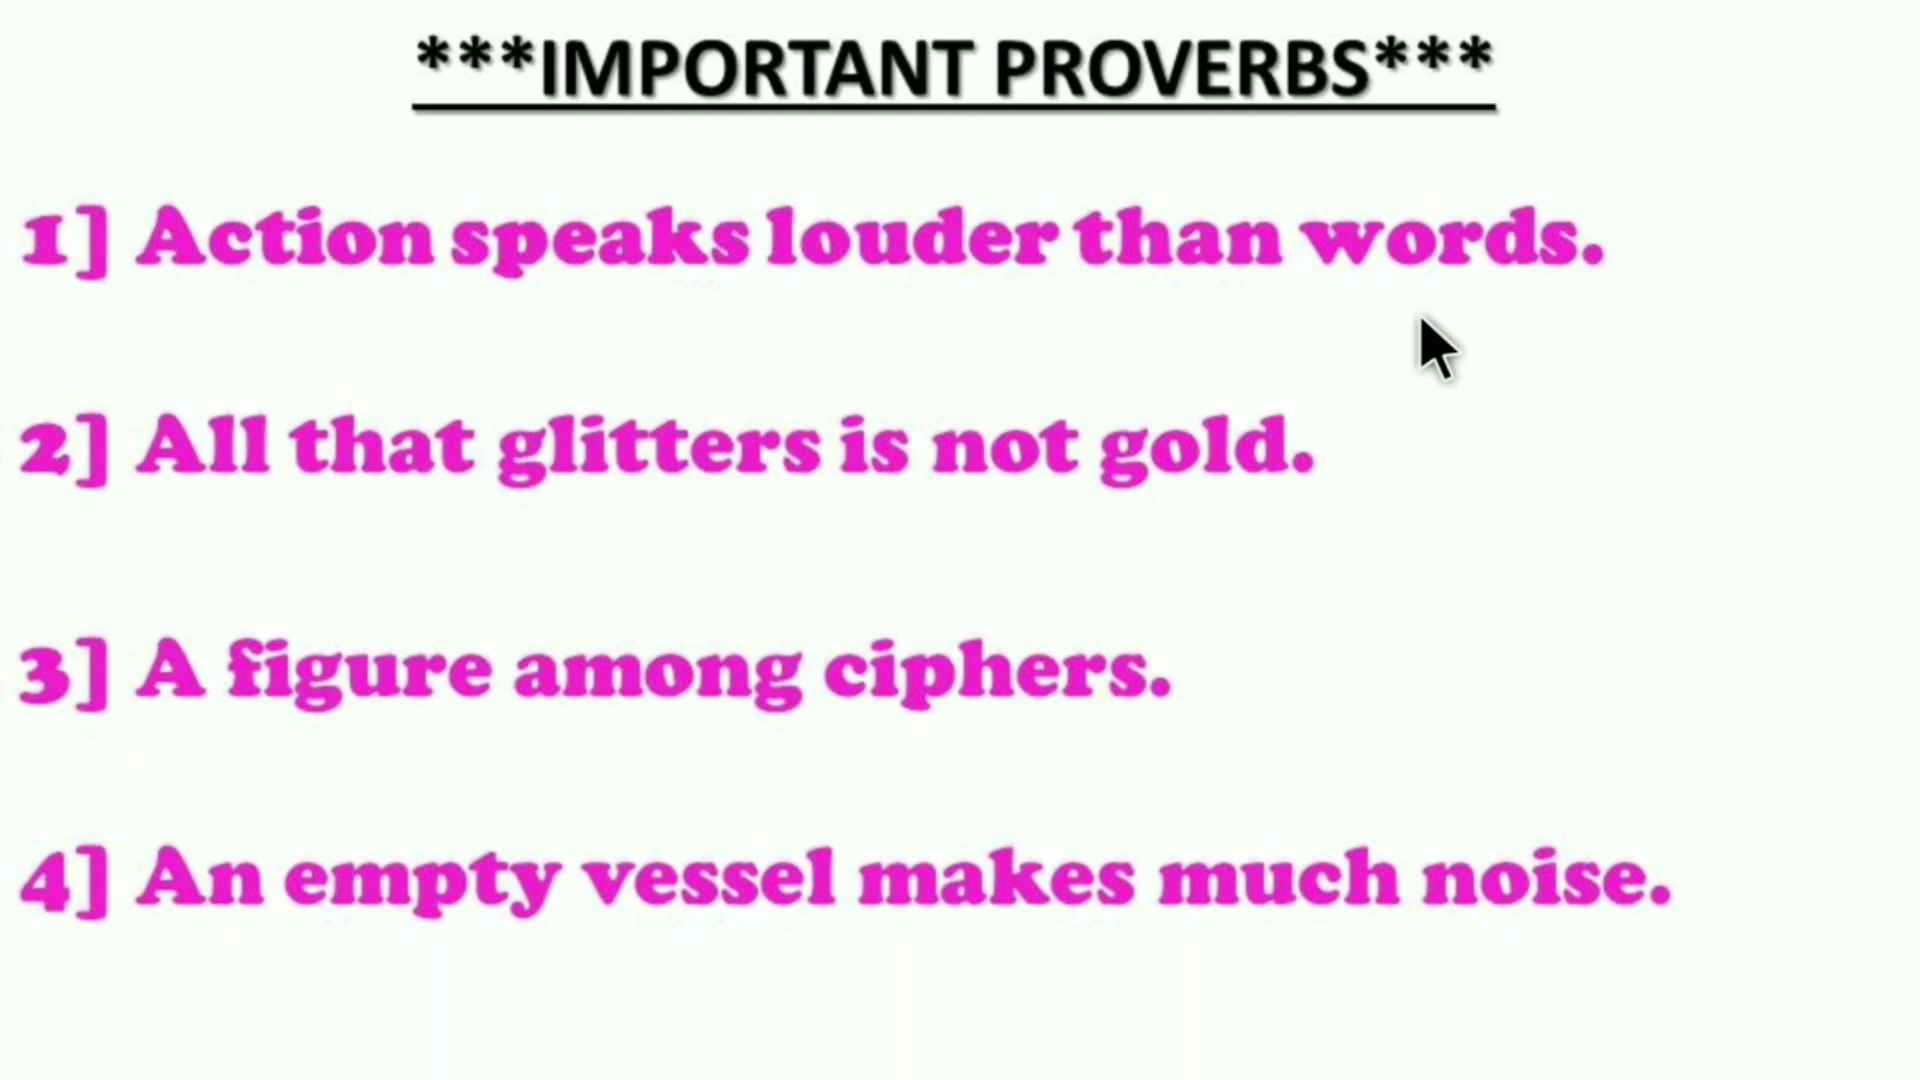 ***IMPORTANT PROVERBS***
1] Action speaks louder than words.
2] All that glitters is not gold.
3] A figure among ciphers.
4] An empty vessel makes much noise.